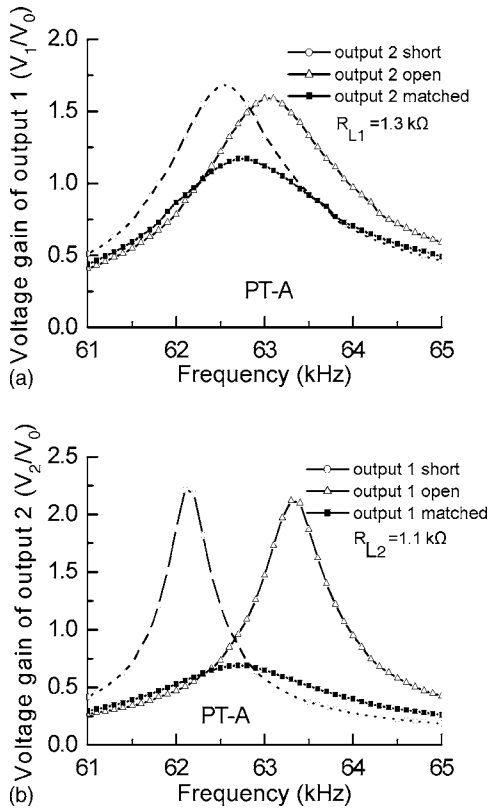 2.0
1.5
1.0
0.5
0.0
Voltage gain of output 1 (V1/V0)
output 2 short
output 2 open
output 2 matched
RL1 =1.3 kΩ
PT-A
61 62 63 64 65
Frequency (kHz)
(a)
2.5
2.0
1.5
1.0
0.5
0.0
Voltage gain of output 2 (V2/V0)
output 1 short
output 1 open
output 1 matched
RL2 =1.1 kΩ
PT-A
61 62 63 64 65
Frequency (kHz)
(b)